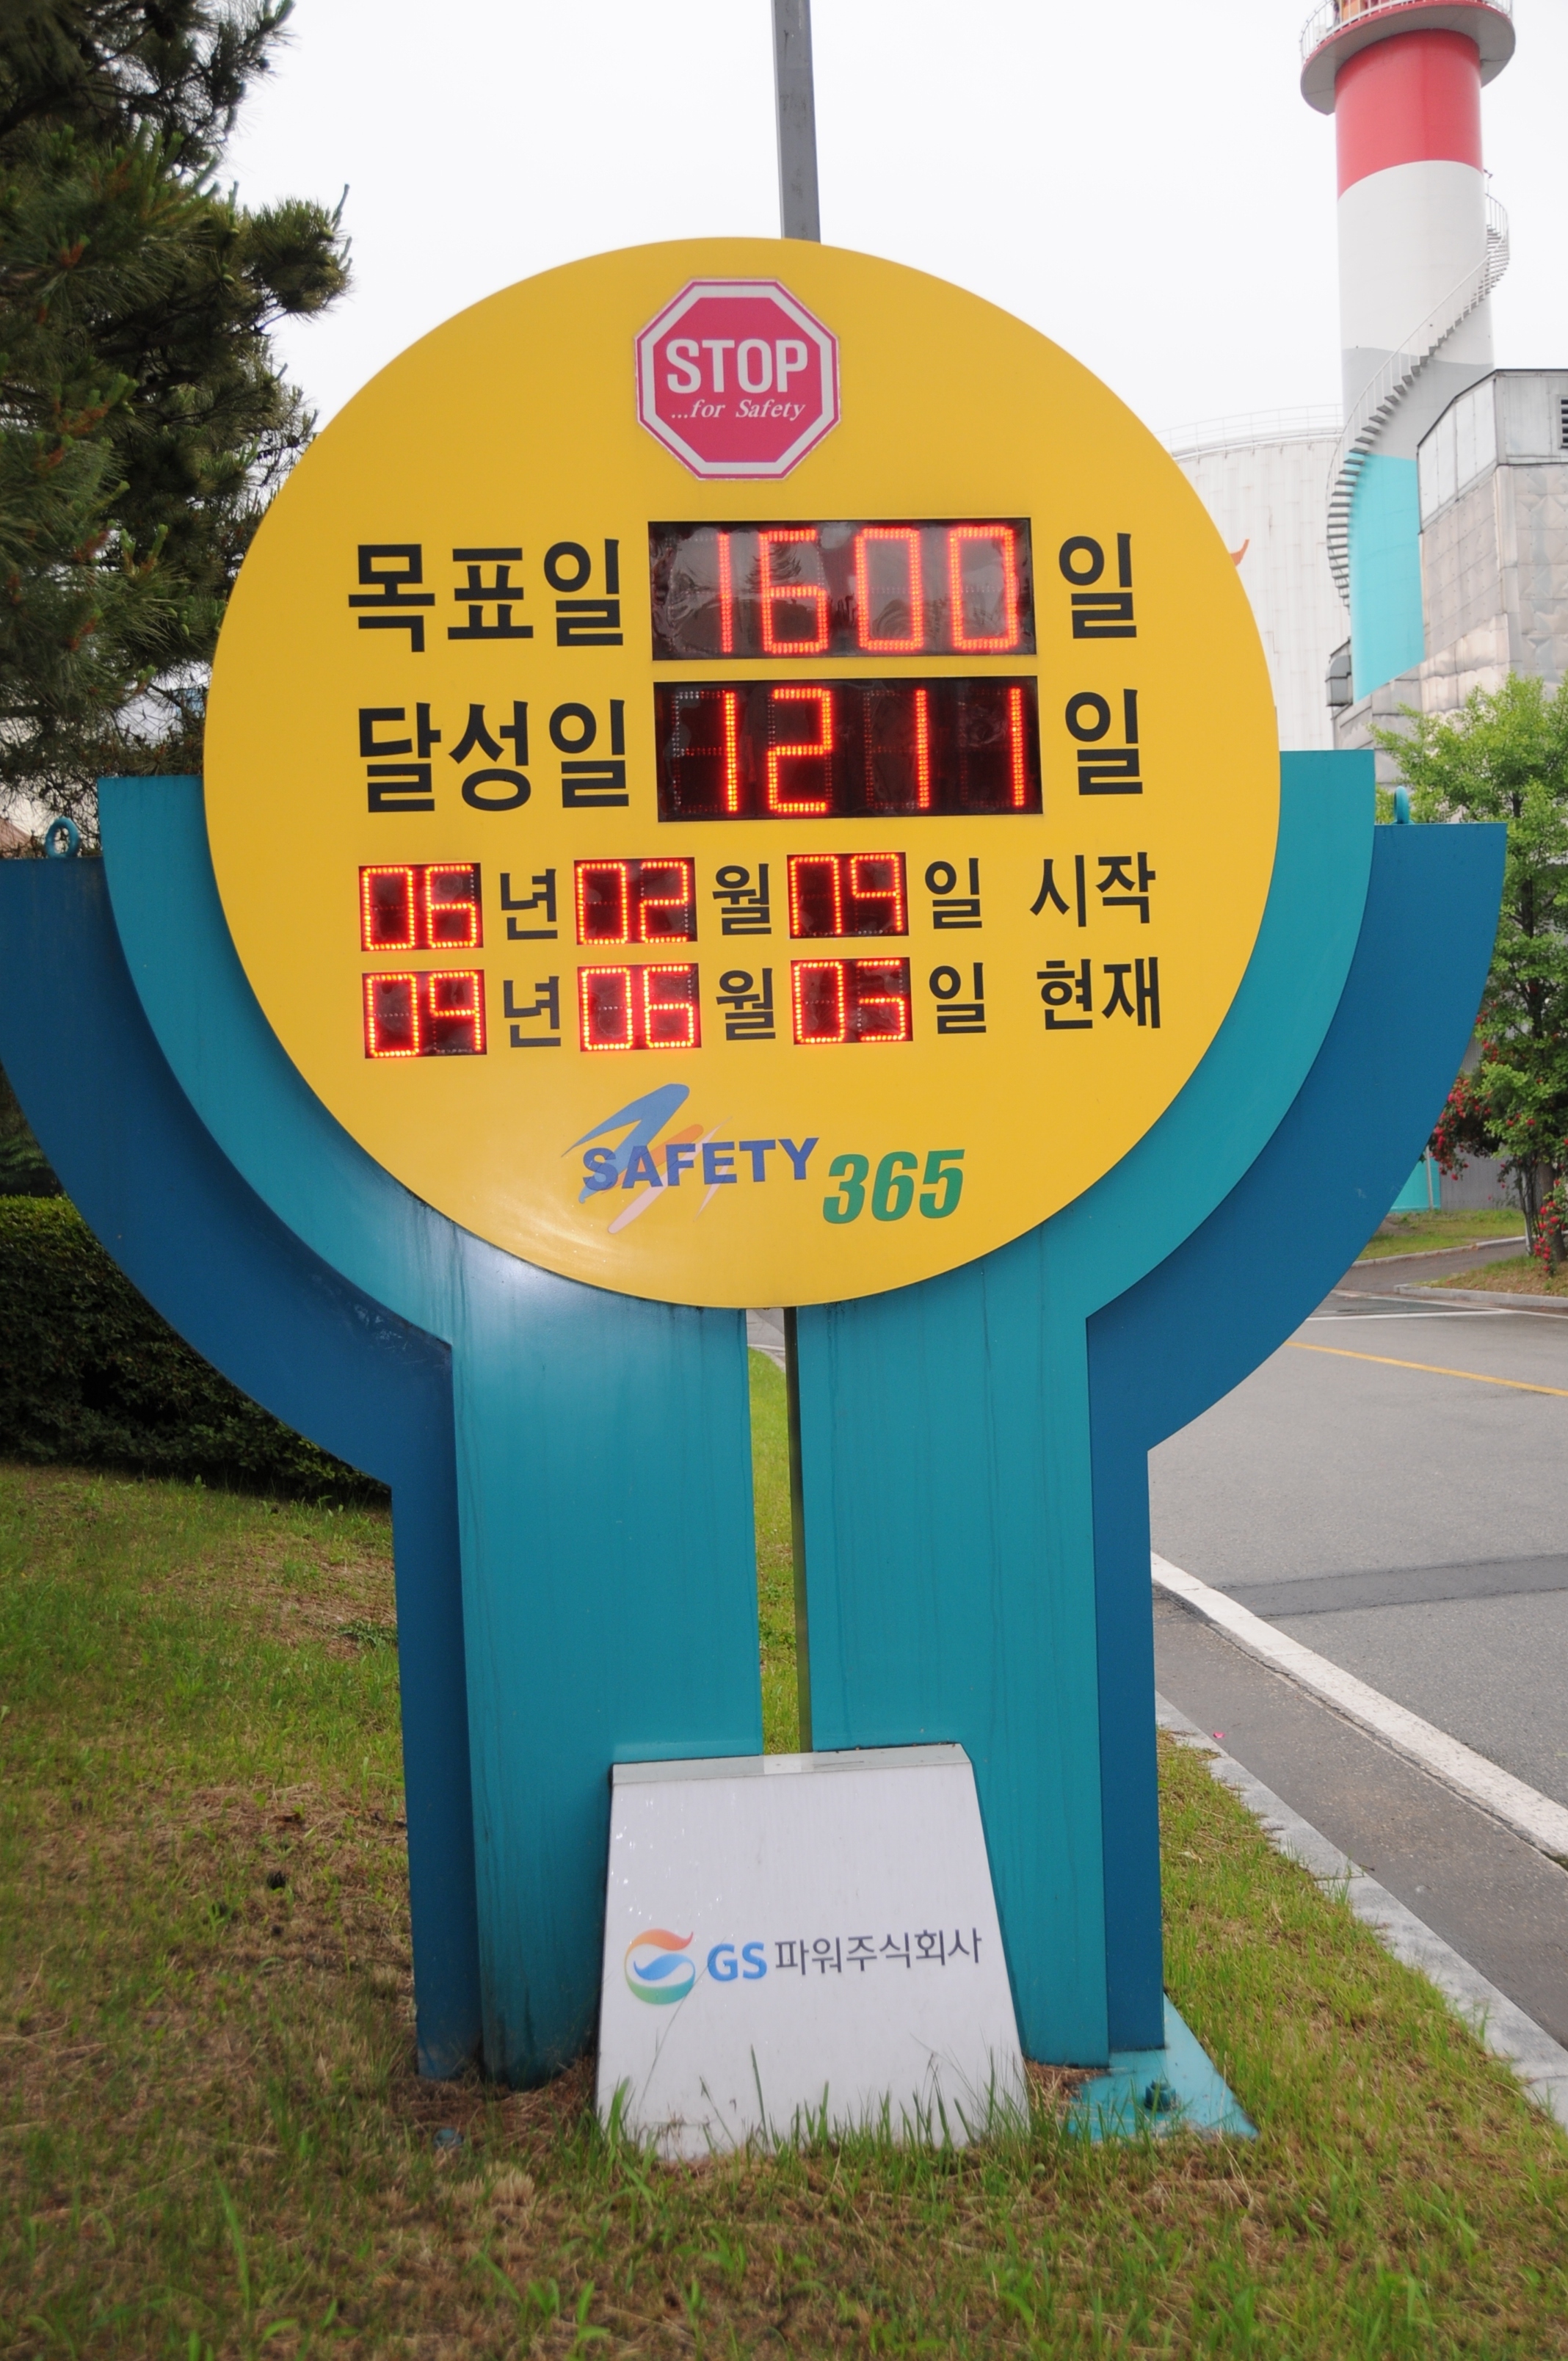 STOP
...for Safety
목표일 1600 일
달성일 1211 일
06 년 02 월 09 일 시작
09 년 06 월 03 일 현재
SAFETY 365
GS 파워주식회사